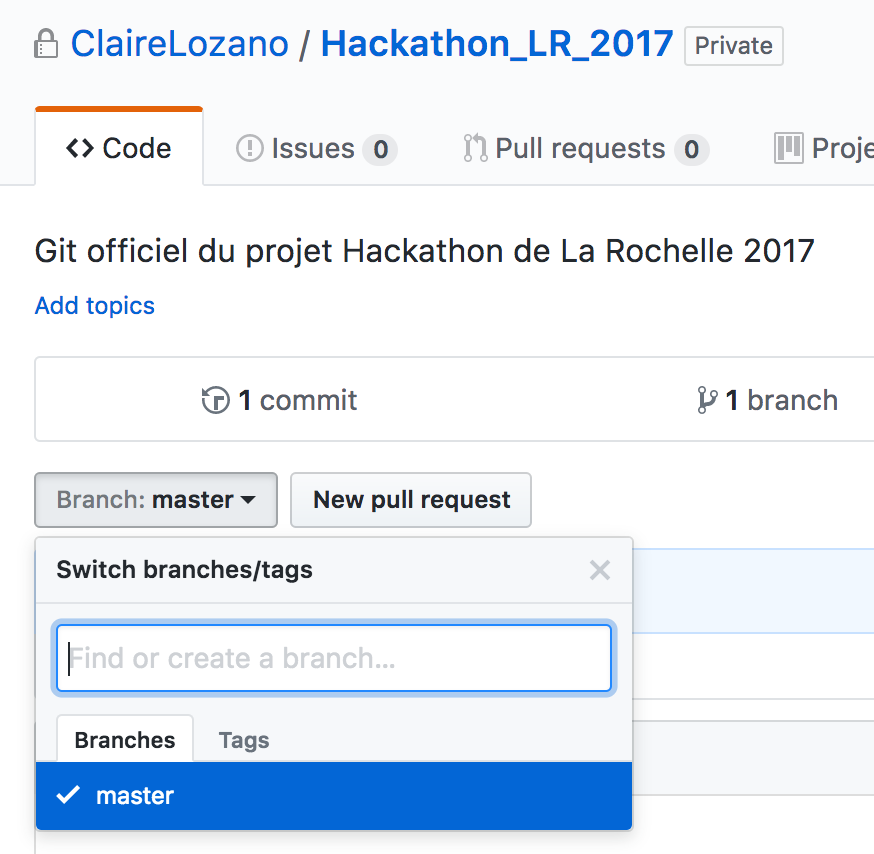 ClaireLozano / Hackathon_LR_2017 Private
Code Issues 0 Pull requests 0
Git officiel du projet Hackathon de La Rochelle 2017
Add topics
1 commit 1 branch
Branch: master New pull request
Switch branches/tags
Find or create a branch...
Branches Tags
master